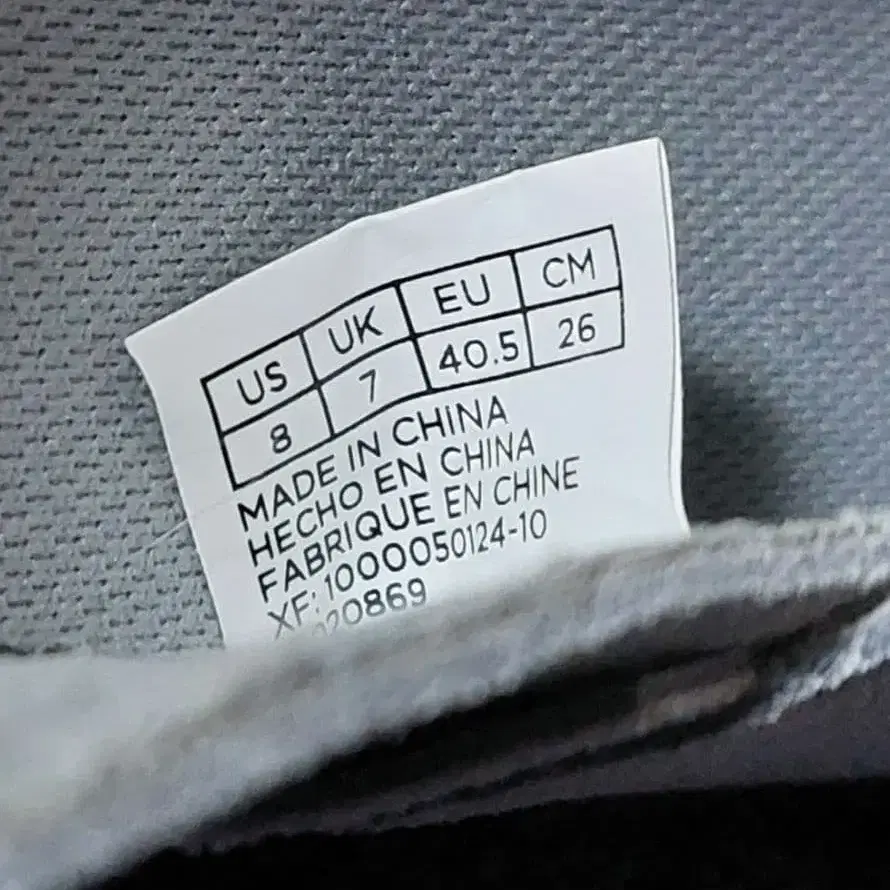 US UK EU CM
8 7 40.5 26
MADE IN CHINA
HECHO EN CHINA
FABRIQUE EN CHINE
XF: 1000050124-10
20869